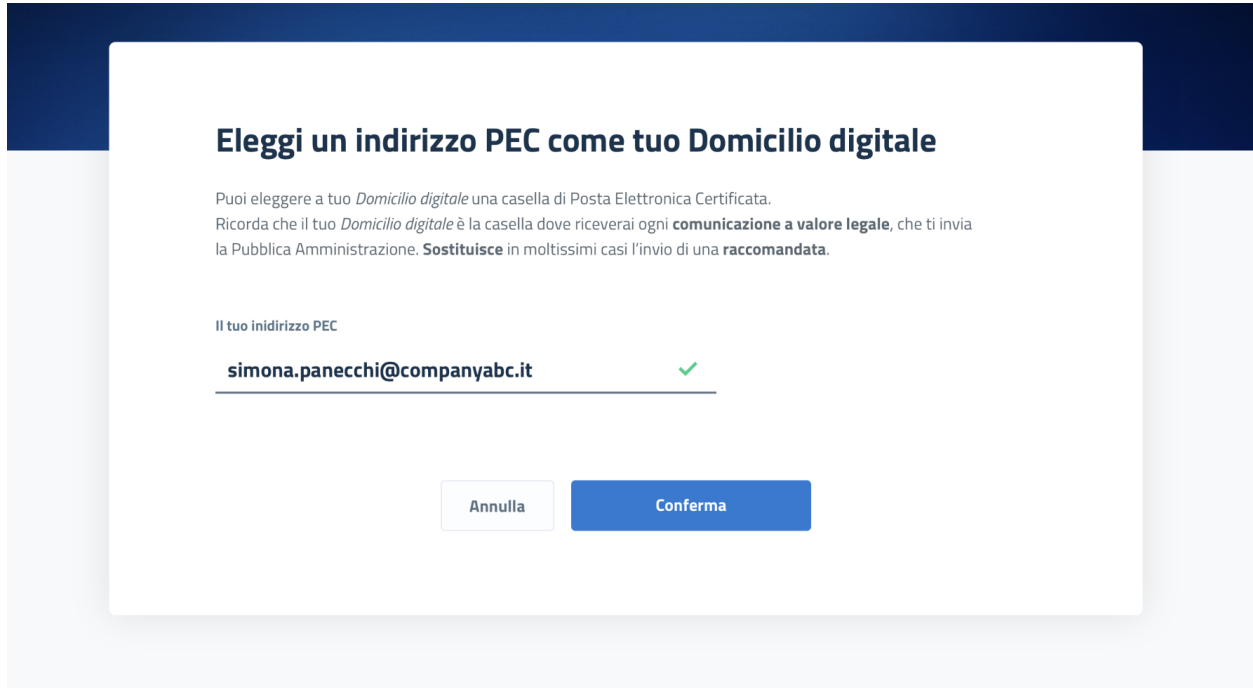 Eleggi un indirizzo PEC come tuo Domicilio digitale
Puoi eleggere a tuo Domicilio digitale una casella di Posta Elettronica Certificata.
Ricorda che il tuo Domicilio digitale è la casella dove riceverai ogni comunicazione a valore legale, che ti invia
la Pubblica Amministrazione. Sostituisce in moltissimi casi l’invio di una raccomandata.
Il tuo inidirizzo PEC
simona.panecchi@companyabc.it
Annulla
Conferma